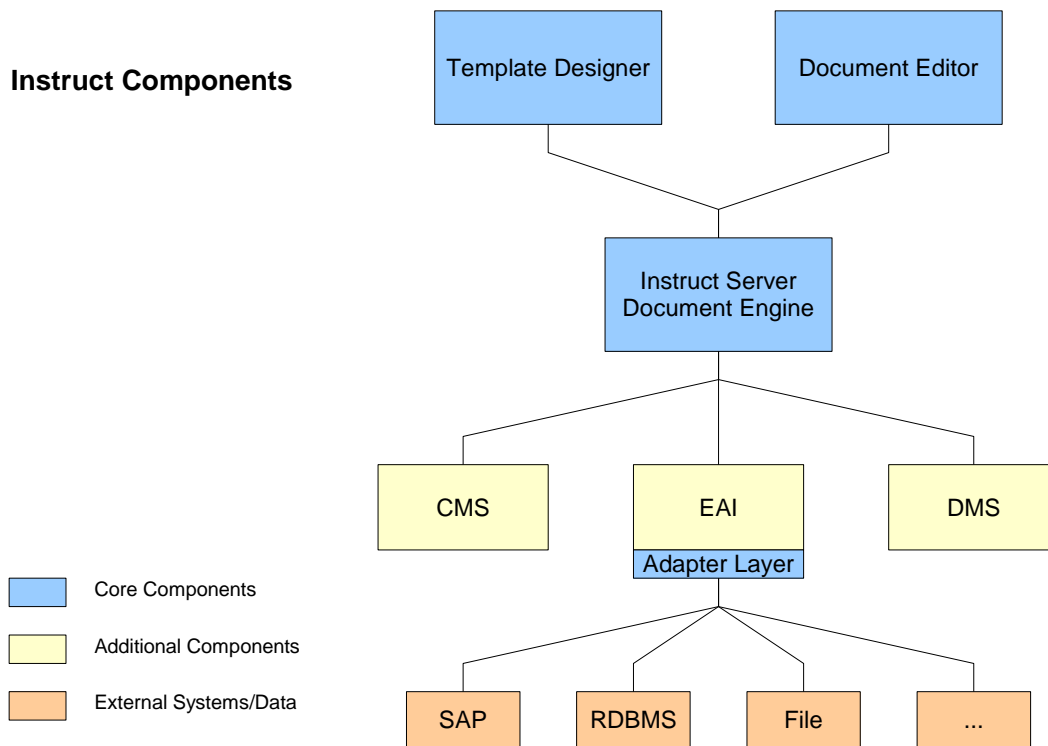 Instruct Components
Template Designer
Document Editor
Instruct Server
Document Engine
CMS
EAI
DMS
Adapter Layer
Core Components
Additional Components
External Systems/Data
SAP
RDBMS
File
...